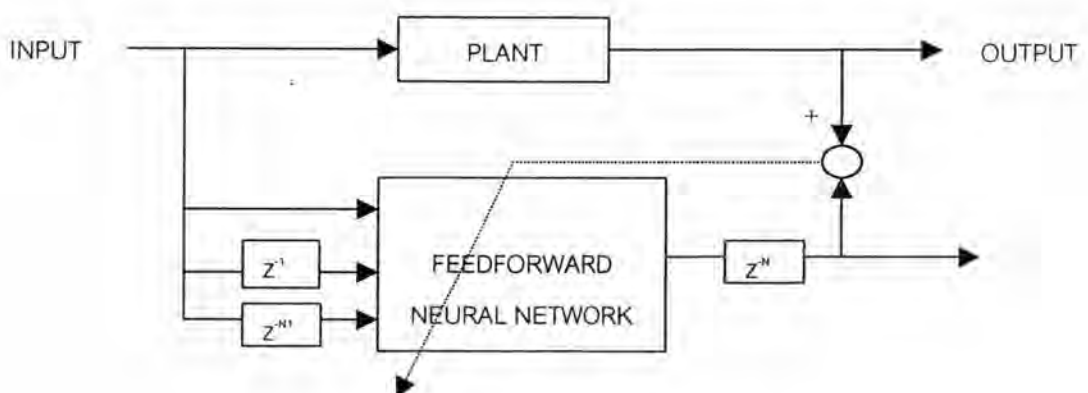 INPUT
PLANT
OUTPUT
+
Z⁻¹
FEEDFORWARD
Z⁻ᴺ
NEURAL NETWORK
Z⁻ᴺ¹